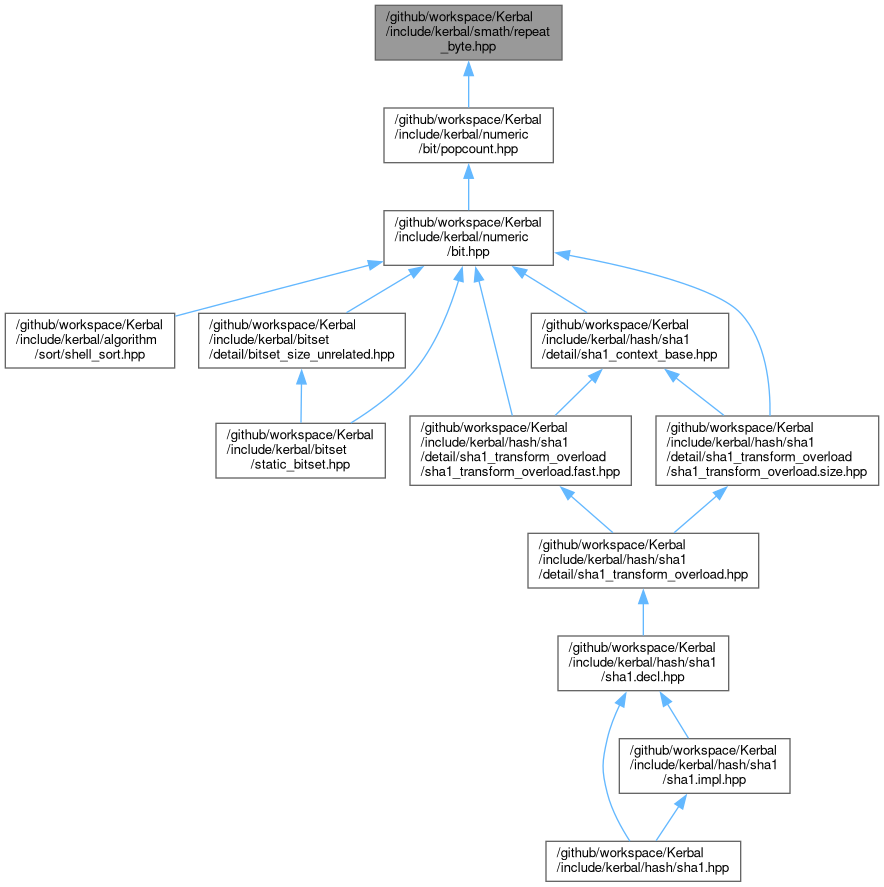 /github/workspace/Kerbal
/include/kerbal/smath/repeat
_byte.hpp
/github/workspace/Kerbal
/include/kerbal/numeric
/bit/popcount.hpp
/github/workspace/Kerbal
/include/kerbal/numeric
/bit.hpp
/github/workspace/Kerbal
/include/kerbal/algorithm
/sort/shell_sort.hpp
/github/workspace/Kerbal
/include/kerbal/bitset
/detail/bitset_size_unrelated.hpp
/github/workspace/Kerbal
/include/kerbal/hash/sha1
/detail/sha1_context_base.hpp
/github/workspace/Kerbal
/include/kerbal/bitset
/static_bitset.hpp
/github/workspace/Kerbal
/include/kerbal/hash/sha1
/detail/sha1_transform_overload
/sha1_transform_overload.fast.hpp
/github/workspace/Kerbal
/include/kerbal/hash/sha1
/detail/sha1_transform_overload
/sha1_transform_overload.size.hpp
/github/workspace/Kerbal
/include/kerbal/hash/sha1
/detail/sha1_transform_overload.hpp
/github/workspace/Kerbal
/include/kerbal/hash/sha1
/sha1.decl.hpp
/github/workspace/Kerbal
/include/kerbal/hash/sha1
/sha1.impl.hpp
/github/workspace/Kerbal
/include/kerbal/hash/sha1.hpp